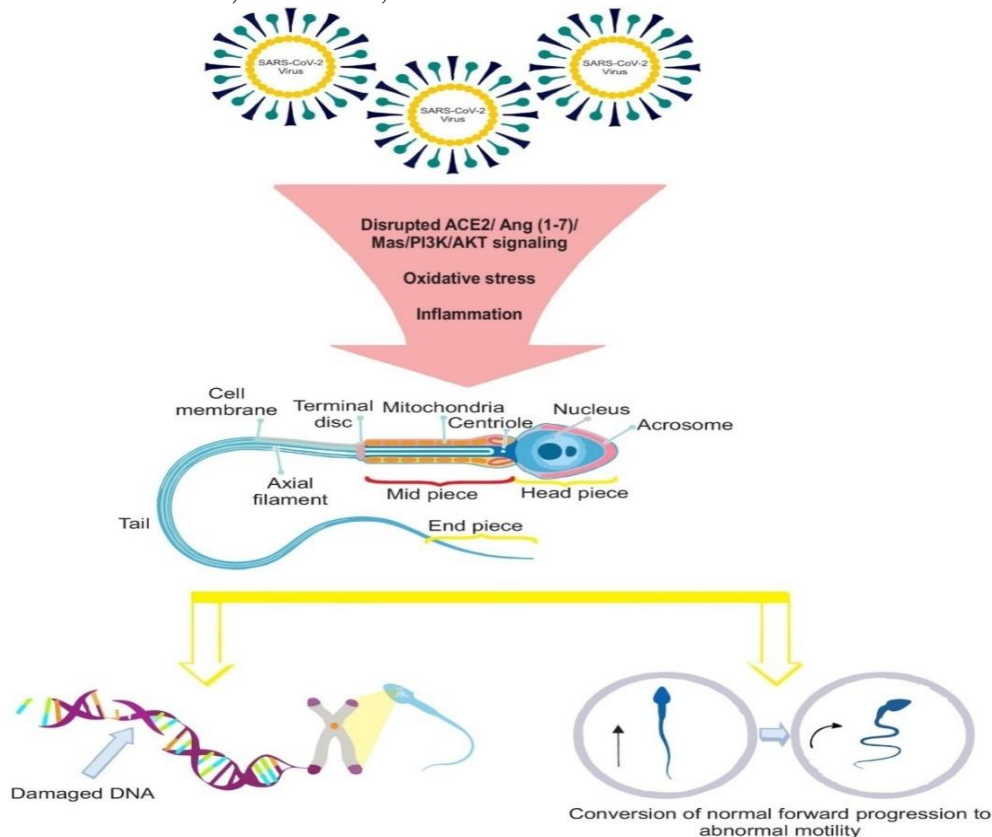 SARS-CoV-2
Virus
SARS-CoV-2
Virus
SARS-CoV-2
Virus
Disrupted ACE2/ Ang (1-7)/
Mas/PI3K/AKT signaling
Oxidative stress
Inflammation
Cell
membrane
Terminal
disc
Mitochondria
Centriole
Nucleus
Acrosome
Axial
filament
Mid piece
Head piece
Tail
End piece
Damaged DNA
Conversion of normal forward progression to
abnormal motility